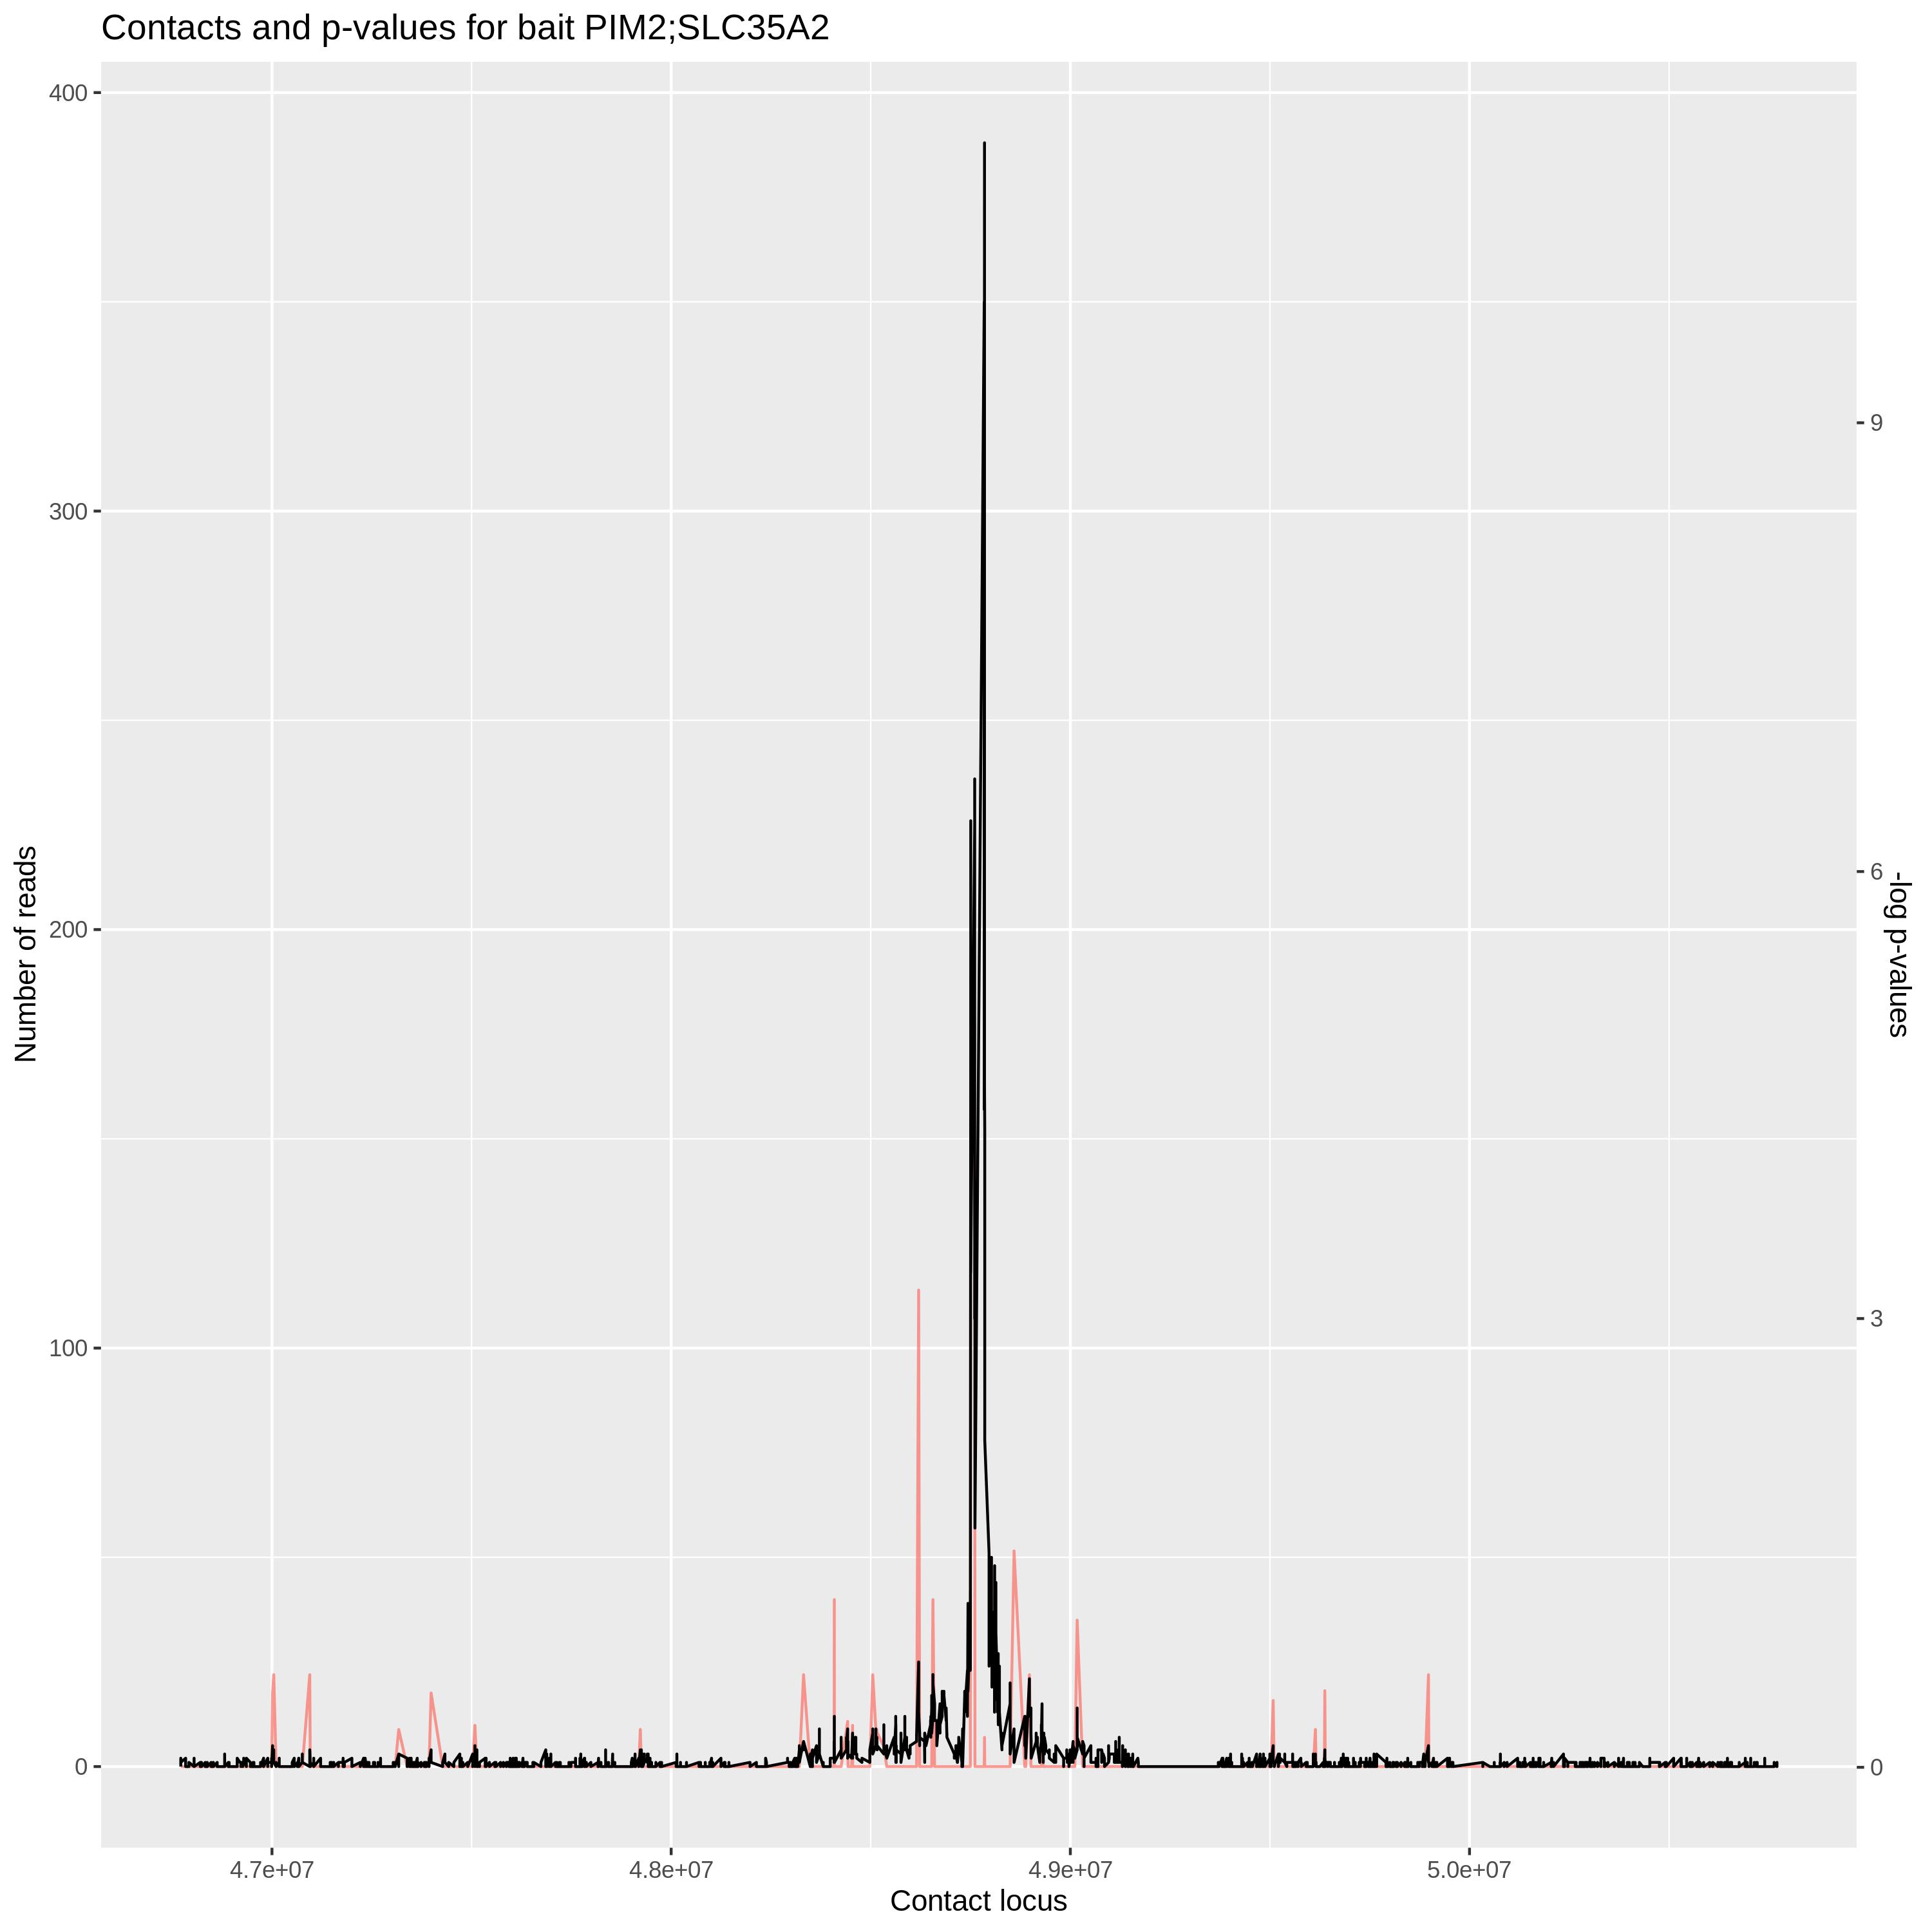 Contacts and p-values for bait PIM2;SLC35A2
400
300
200
100
0
Number of reads
9
6
3
0
-log p-values
4.7e+07
4.8e+07
4.9e+07
5.0e+07
Contact locus